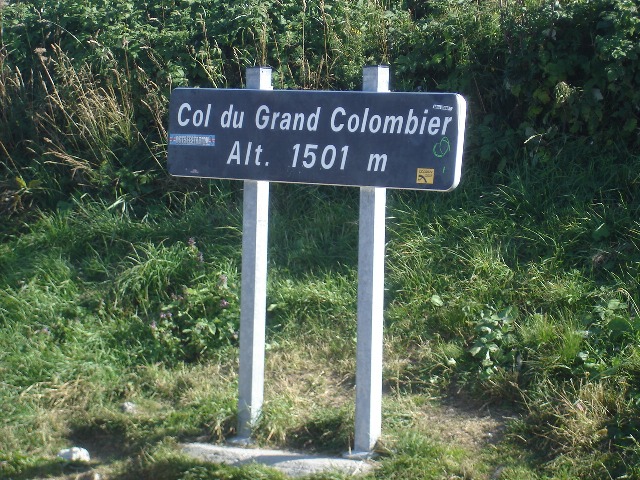 Col du Grand Colombier
Alt. 1501 m